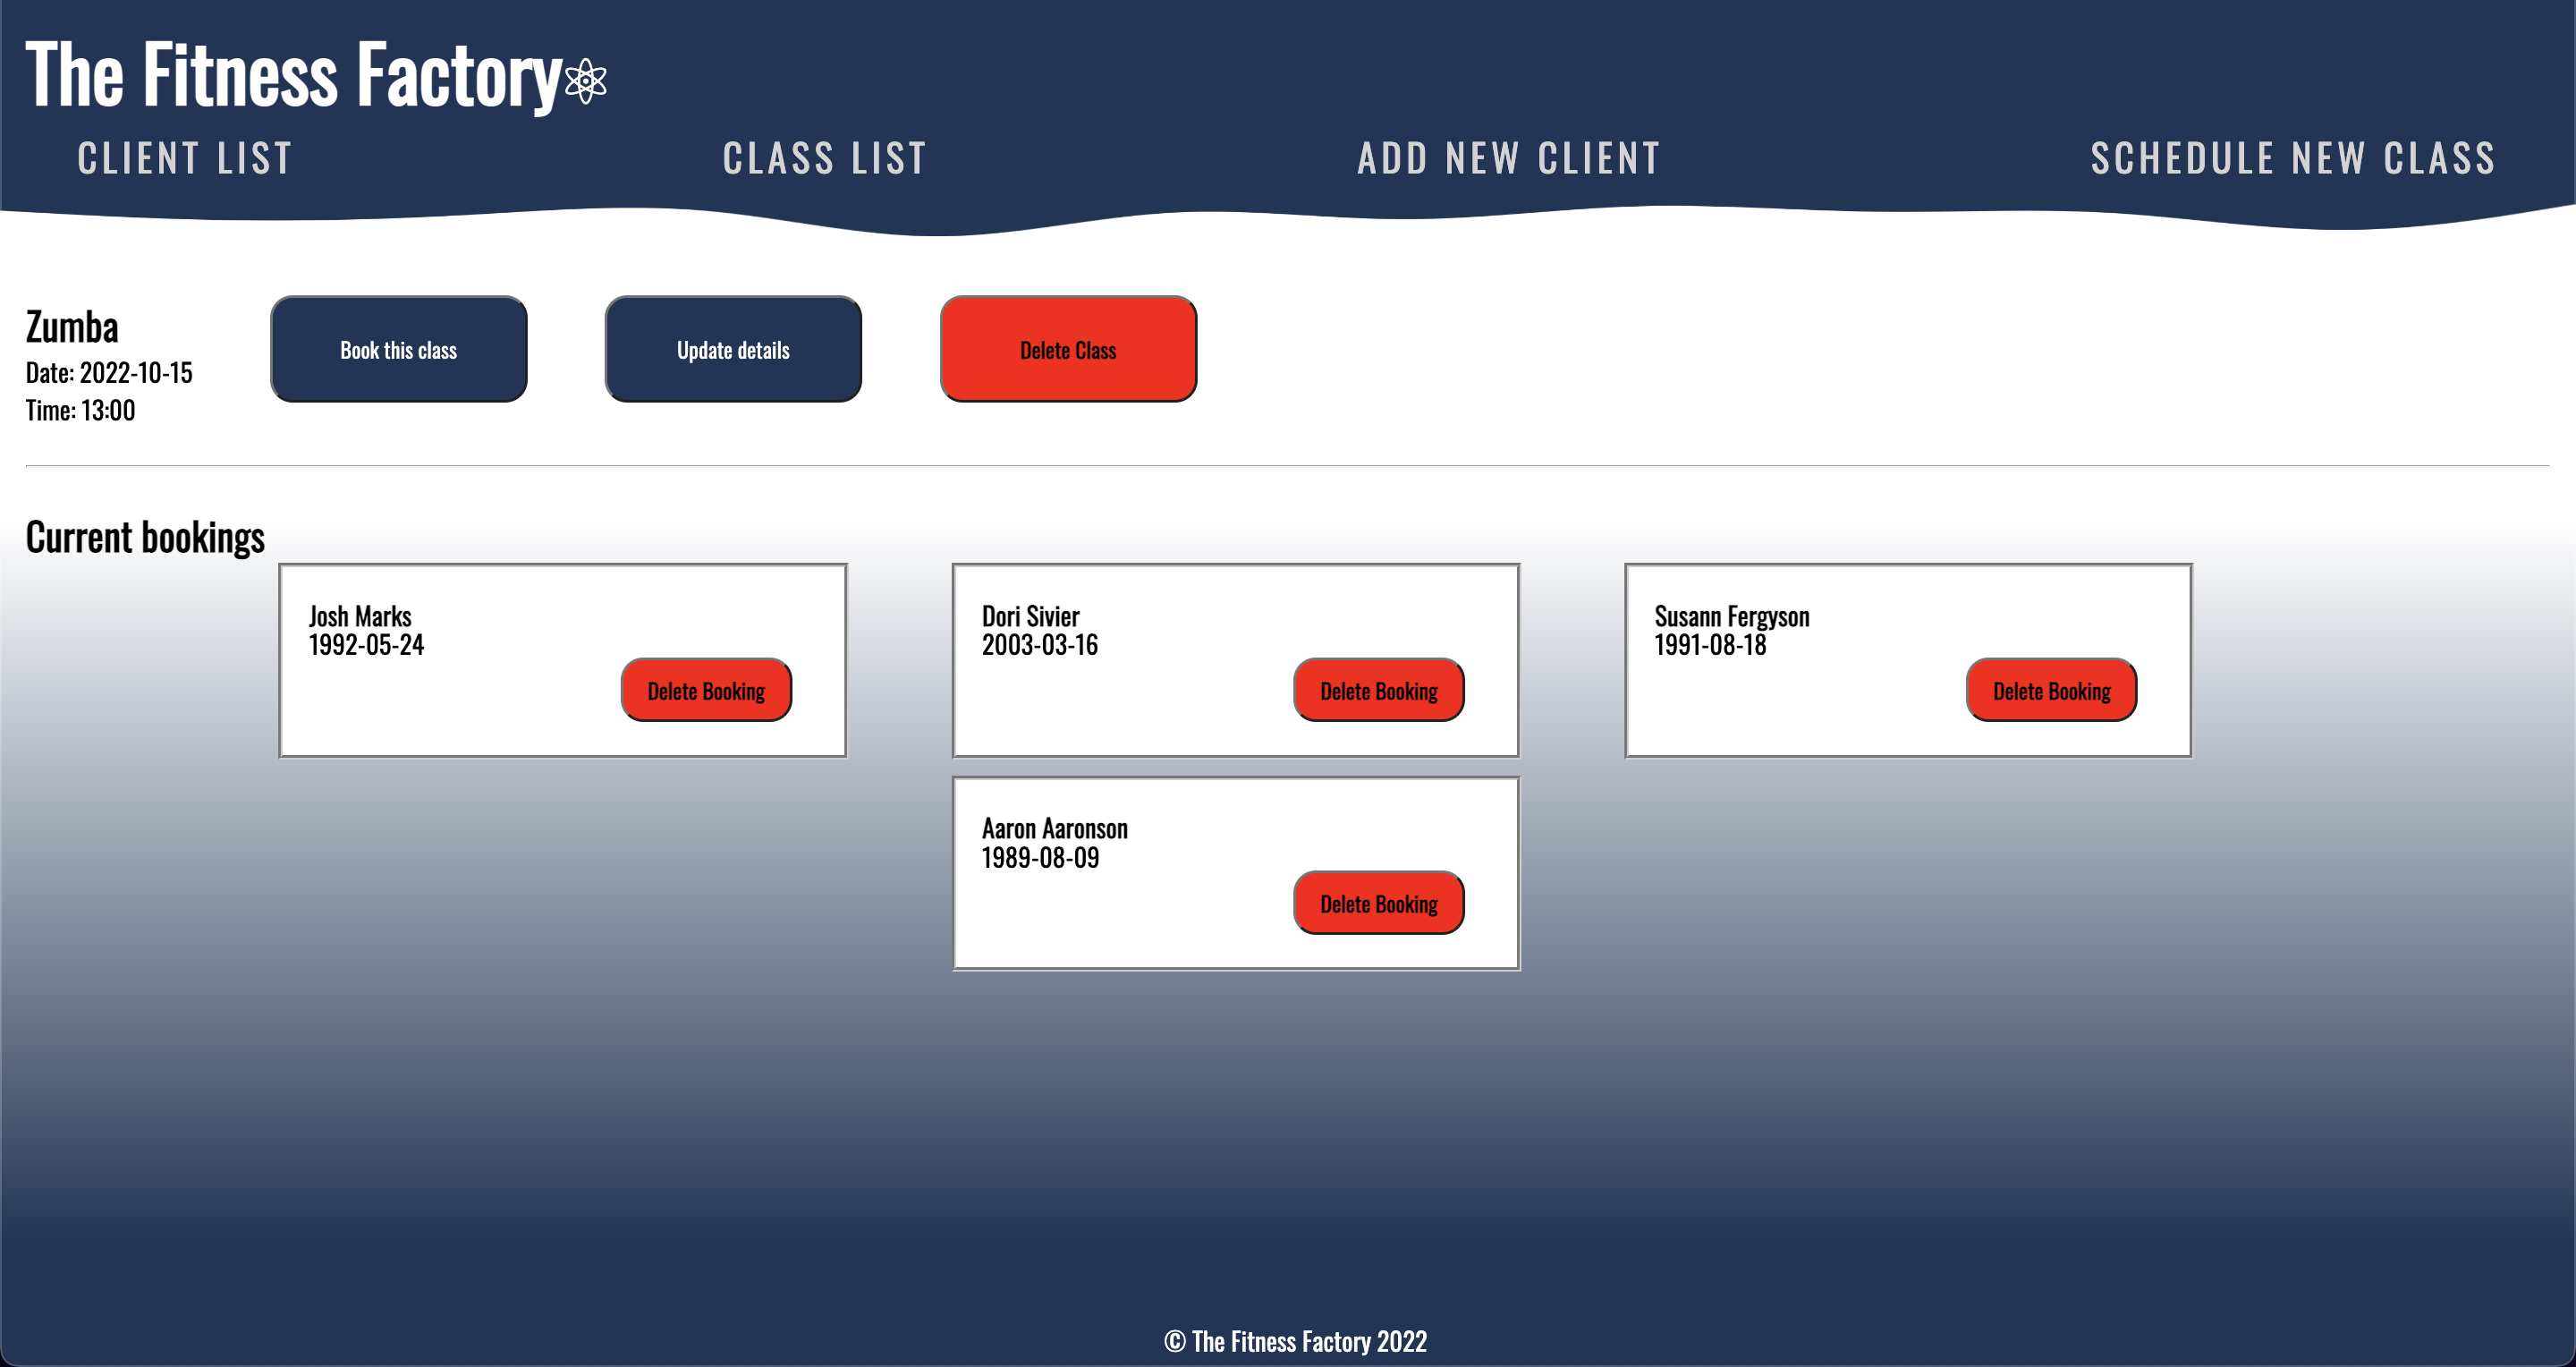 The Fitness Factory
CLIENT LIST
CLASS LIST
ADD NEW CLIENT
SCHEDULE NEW CLASS
Zumba
Date: 2022-10-15
Time: 13:00
Book this class
Update details
Delete Class
Current bookings
Josh Marks
1992-05-24
Delete Booking
Dori Sivier
2003-03-16
Delete Booking
Susann Fergyson
1991-08-18
Delete Booking
Aaron Aaronson
1989-08-09
Delete Booking
© The Fitness Factory 2022